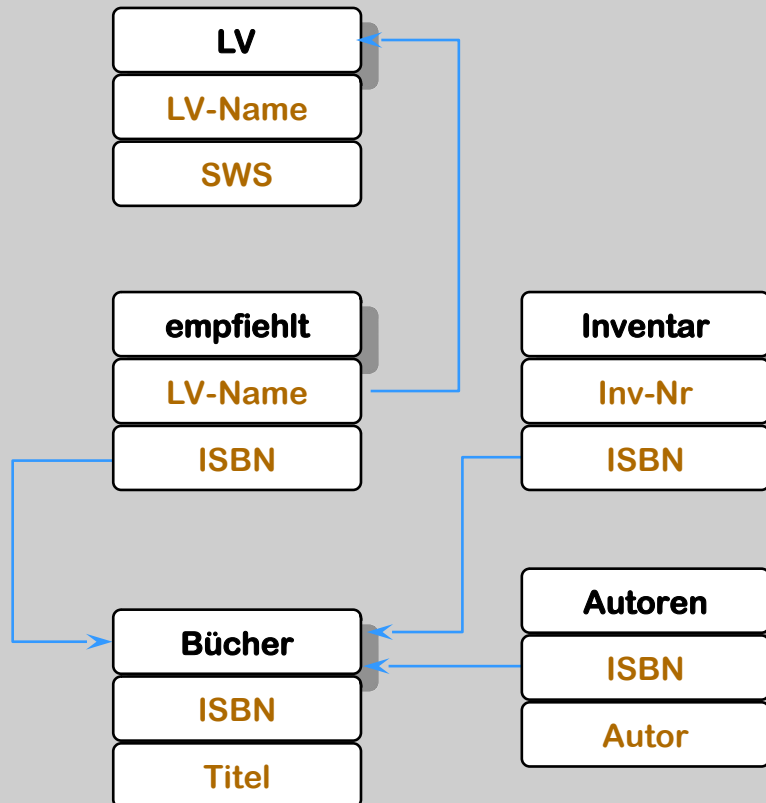 LV
LV-Name
SWS
empfiehlt
LV-Name
ISBN
Inventar
Inv-Nr
ISBN
Bücher
ISBN
Titel
Autoren
ISBN
Autor